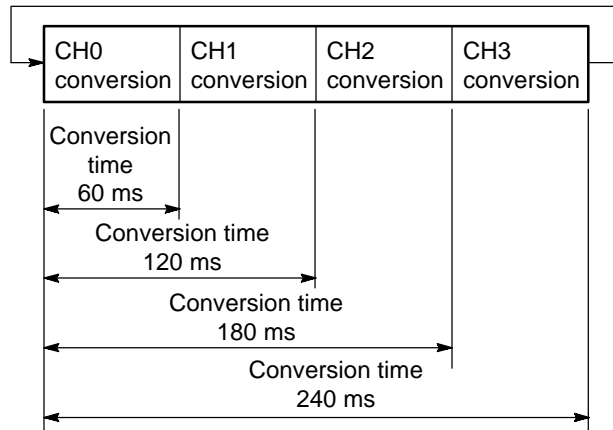 CH0 conversion
CH1 conversion
CH2 conversion
CH3 conversion
Conversion
time
60 ms
Conversion time
120 ms
Conversion time
180 ms
Conversion time
240 ms